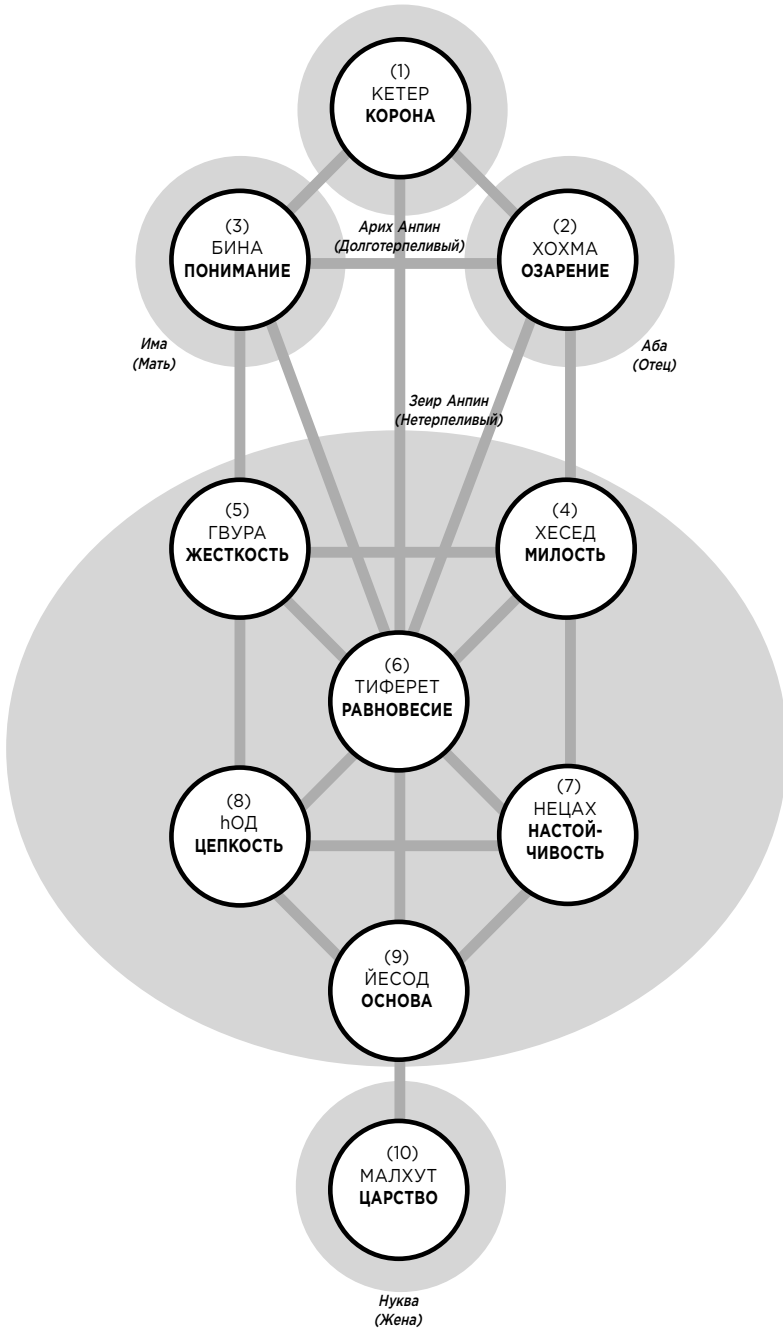 (1)
КЕТЕР
КОРОНА
(3)
БИНА
ПОНИМАНИЕ
Арих Анпин
(Долготерпеливый)
(2)
ХОХМА
ОЗАРЕНИЕ
Има
(Мать)
Аба
(Отец)
Зеир Анпин
(Нетерпеливый)
(5)
ГВУРА
ЖЕСТКОСТЬ
(4)
ХЕСЕД
МИЛОСТЬ
(6)
ТИФЕРЕТ
РАВНОВЕСИЕ
(8)
hОД
ЦЕПКОСТЬ
(7)
НЕЦАХ
НАСТОЙ-
ЧИВОСТЬ
(9)
ЙЕСОД
ОСНОВА
(10)
МАЛХУТ
ЦАРСТВО
Нуква
(Жена)